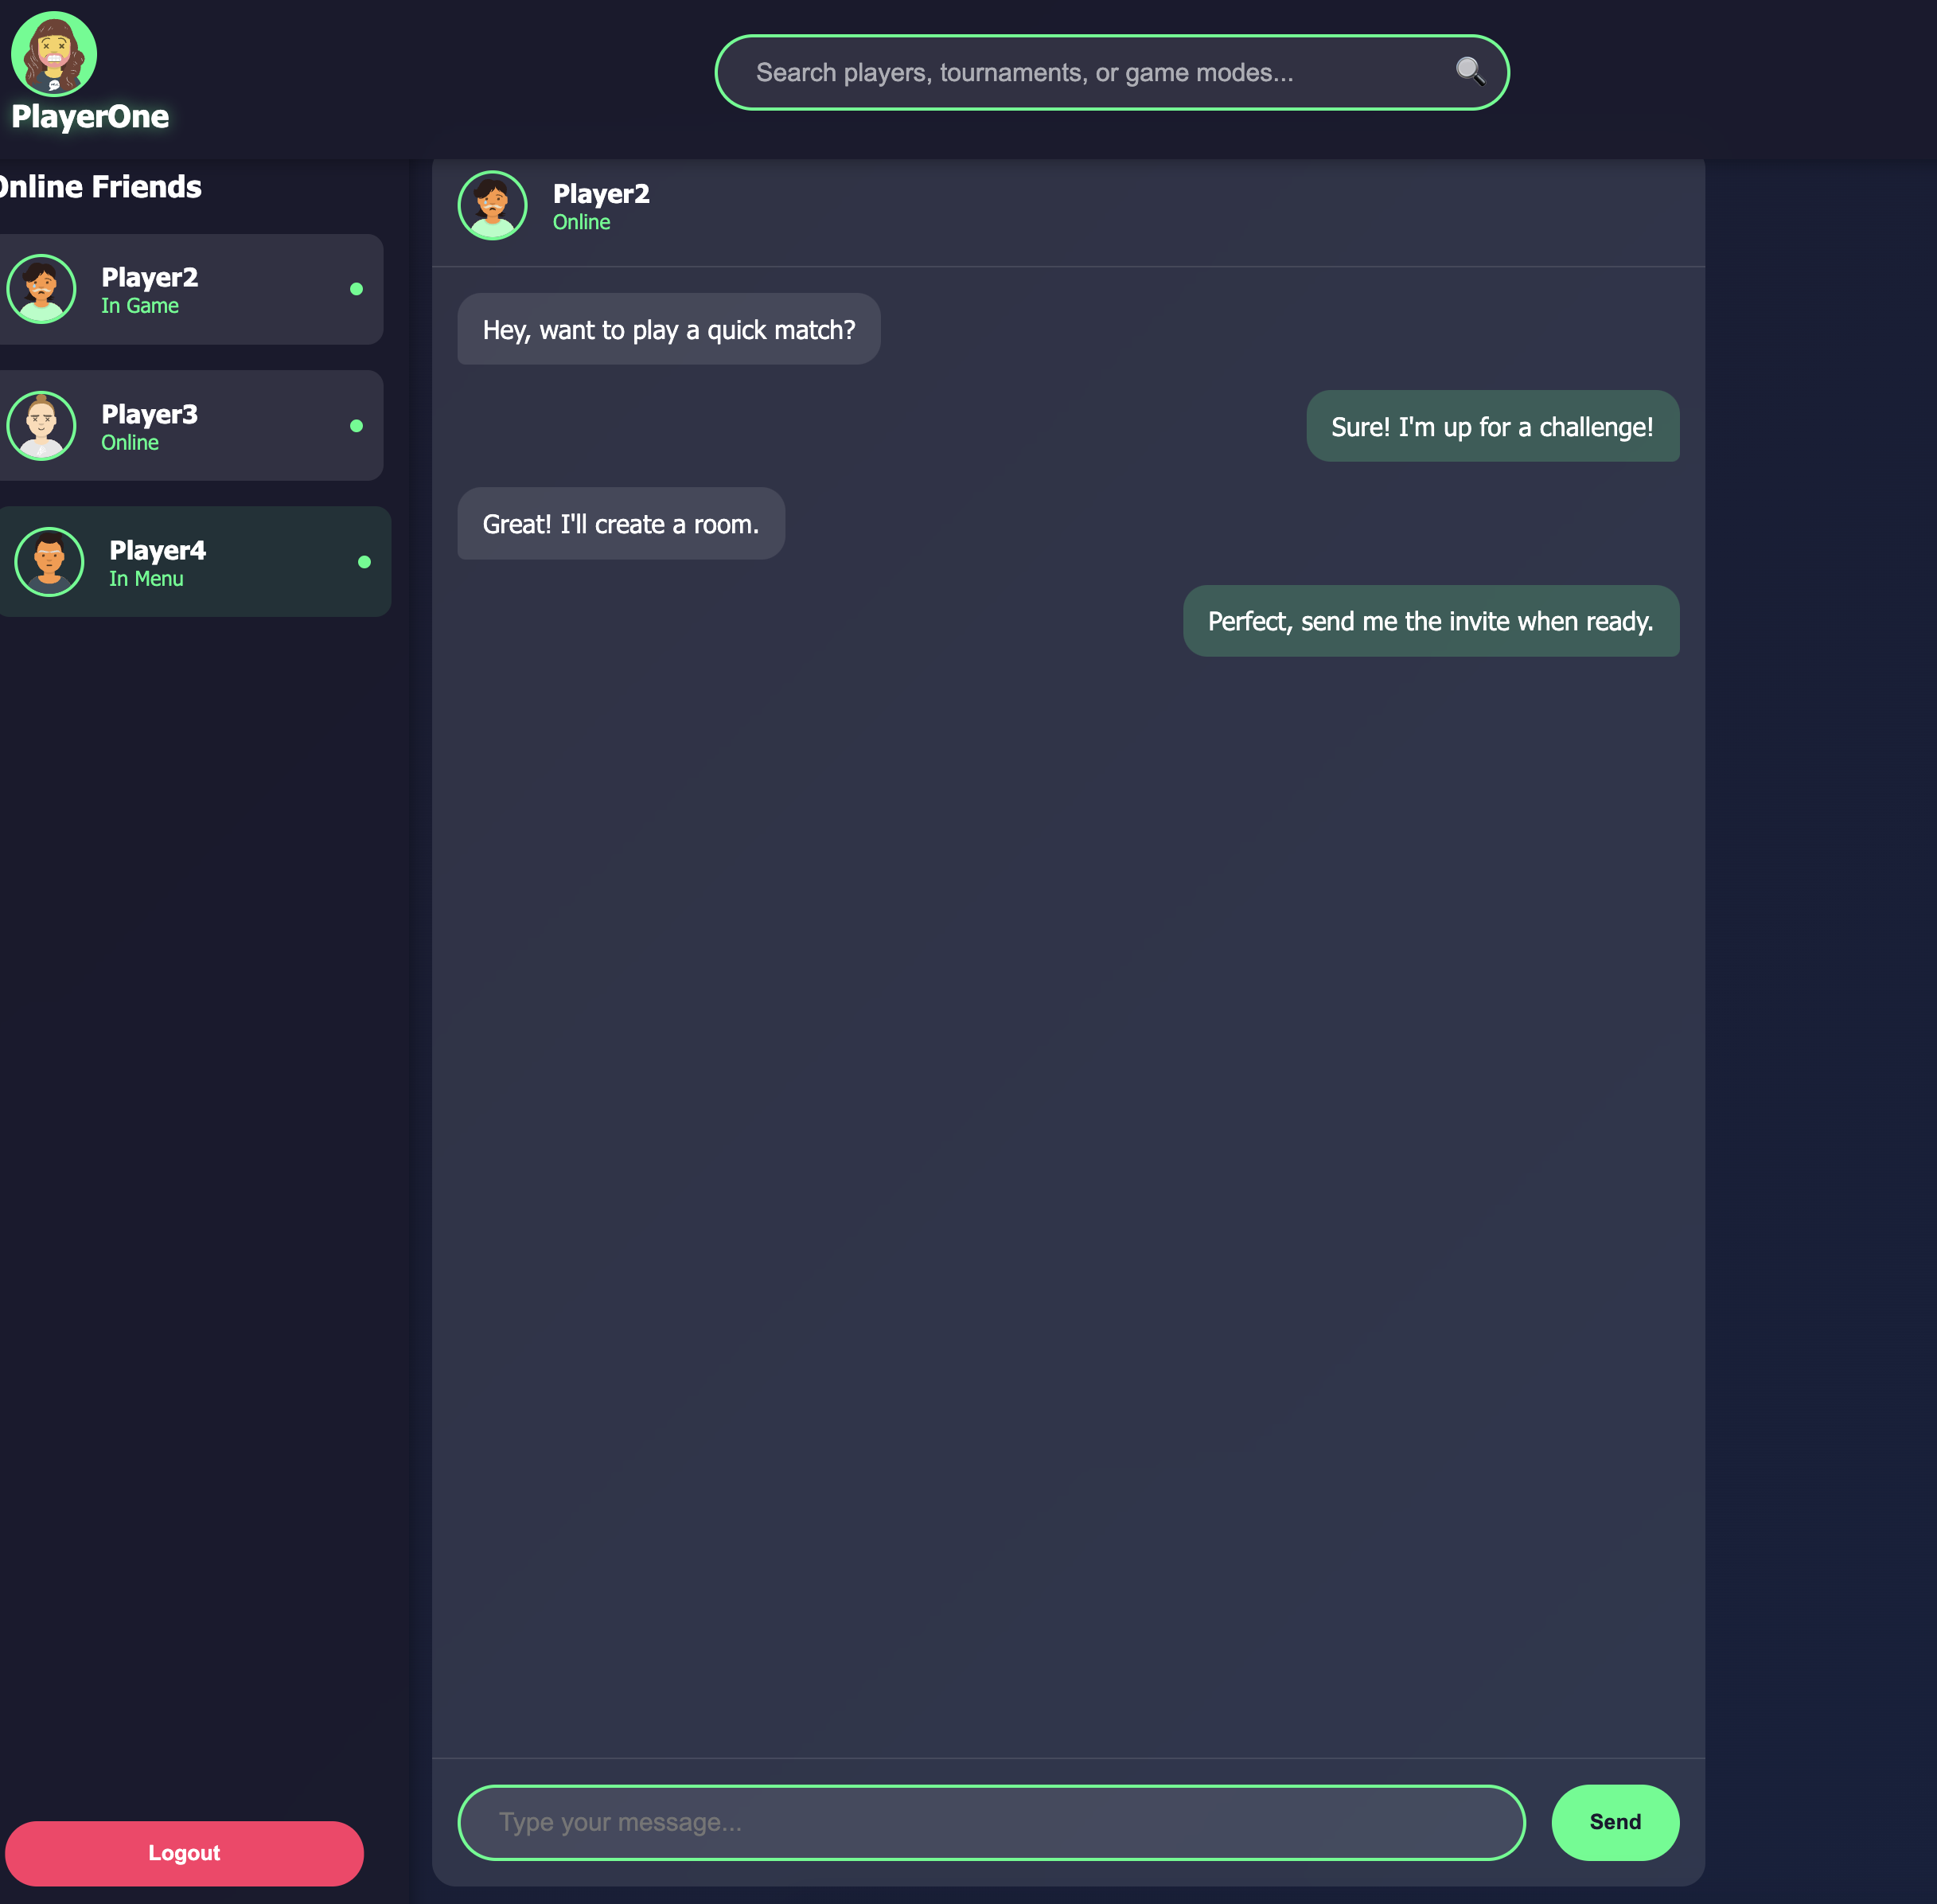 PlayerOne
Search players, tournaments, or game modes...
Online Friends
Player2
In Game
Player3
Online
Player4
In Menu
Logout
Player2
Online
Hey, want to play a quick match?
Sure! I'm up for a challenge!
Great! I'll create a room.
Perfect, send me the invite when ready.
Type your message...
Send